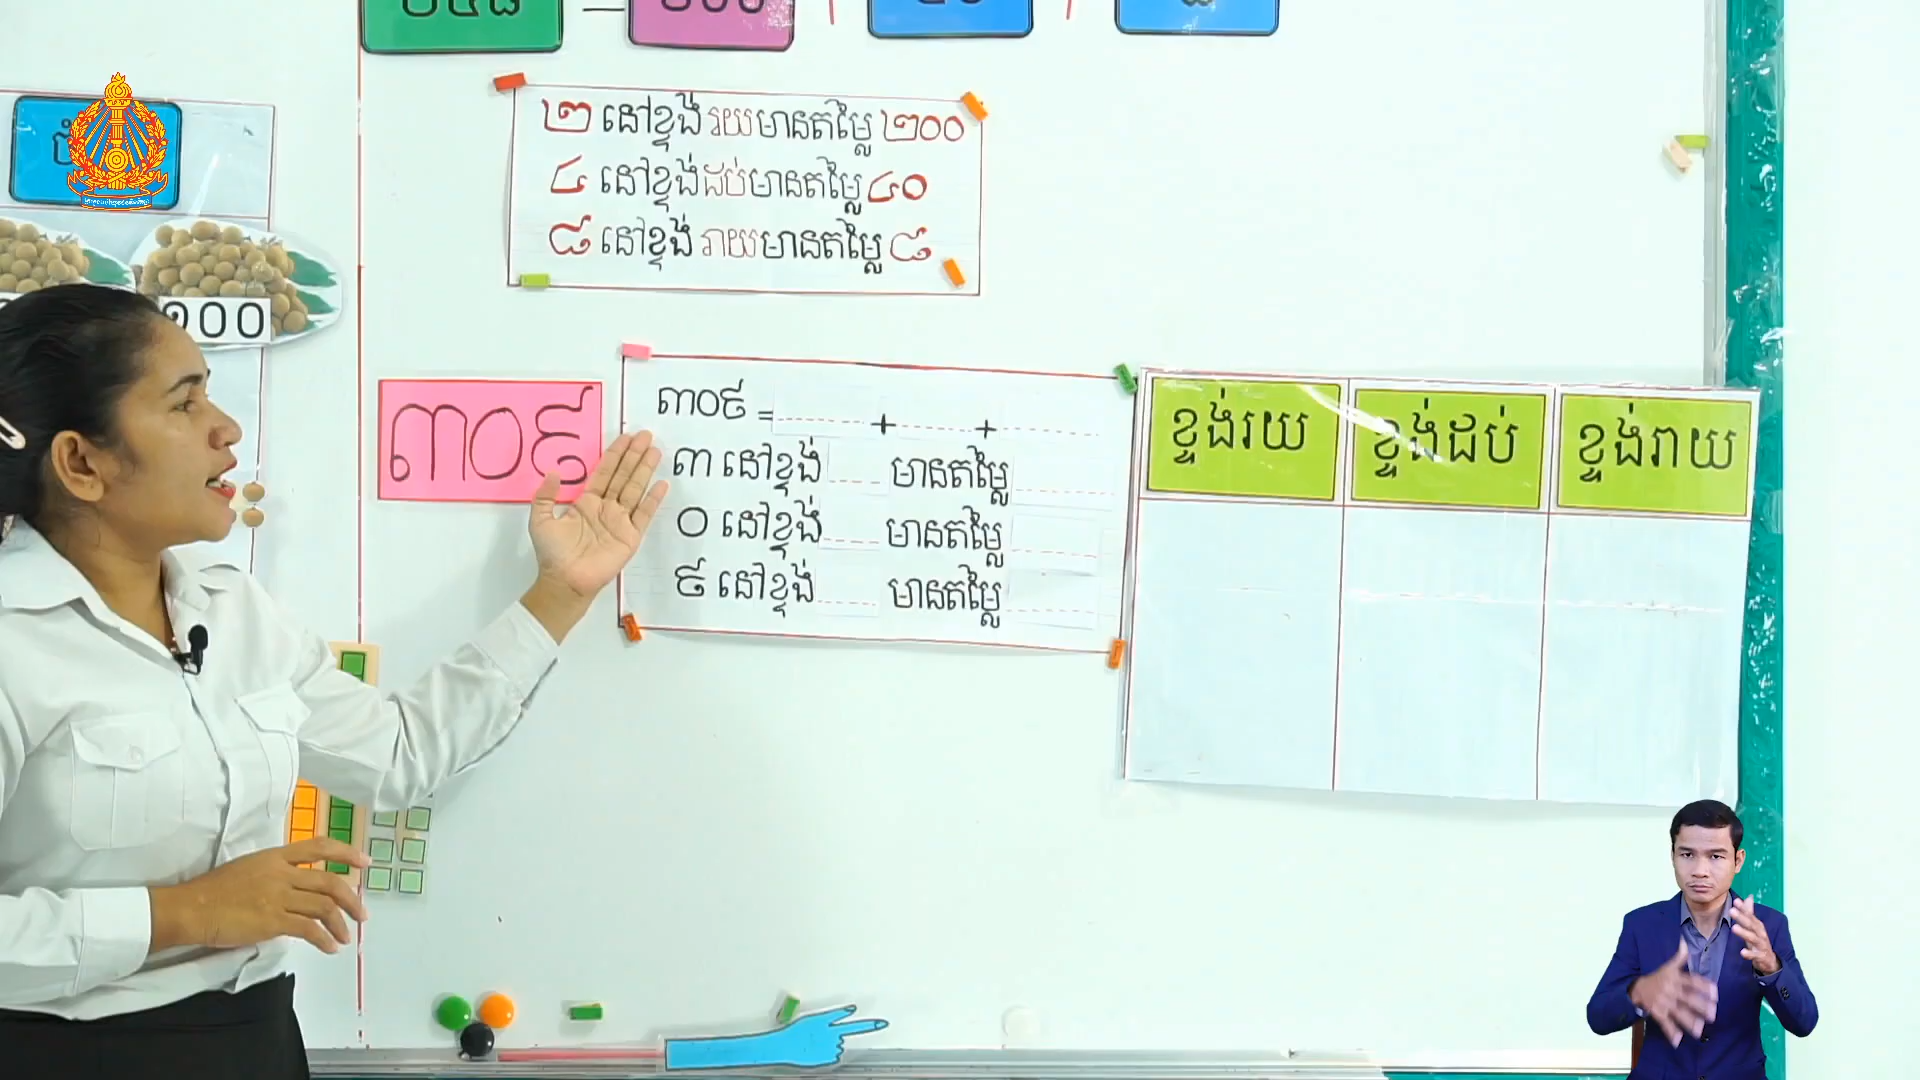 ២ នៅខ្ទង់ រយមានតម្លៃ ២០០
៤ នៅខ្ទង់ដប់មានតម្លៃ ៤០
៨ នៅខ្ទង់ រាយមានតម្លៃ ៨
១០០
៣០៩
៣០៩ = ........ + ........ + ........
៣ នៅខ្ទង់ ..... មានតម្លៃ ........
០ នៅខ្ទង់ ..... មានតម្លៃ ........
៩ នៅខ្ទង់ ..... មានតម្លៃ ........
ខ្ទង់រយ
ខ្ទង់ដប់
ខ្ទង់រាយ